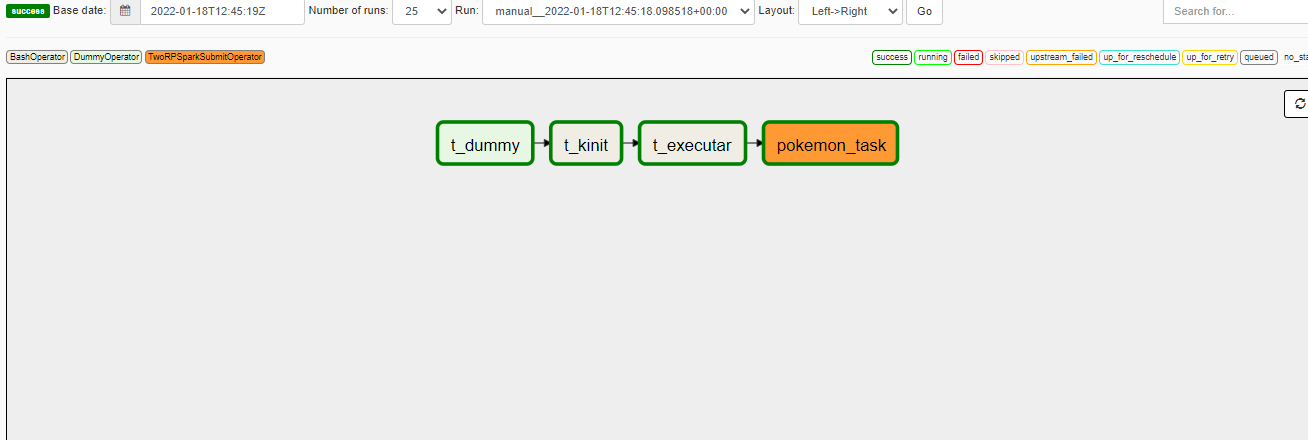 success Base date: 2022-01-18T12:45:19Z Number of runs: 25 Run: manual__2022-01-18T12:45:18.098518+00:00 Layout: Left->Right Go Search for...
BashOperator DummyOperator TwoRPSparkSubmitOperator success running failed skipped upstream_failed up_for_reschedule up_for_retry queued no_sta
t_dummy t_kinit t_executar pokemon_task